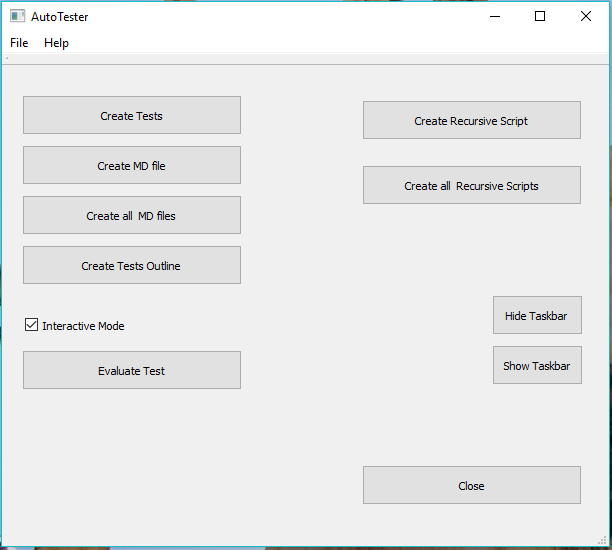 AutoTester
File Help
Create Tests
Create MD file
Create all  MD files
Create Tests Outline
Interactive Mode
Evaluate Test
Create Recursive Script
Create all  Recursive Scripts
Hide Taskbar
Show Taskbar
Close